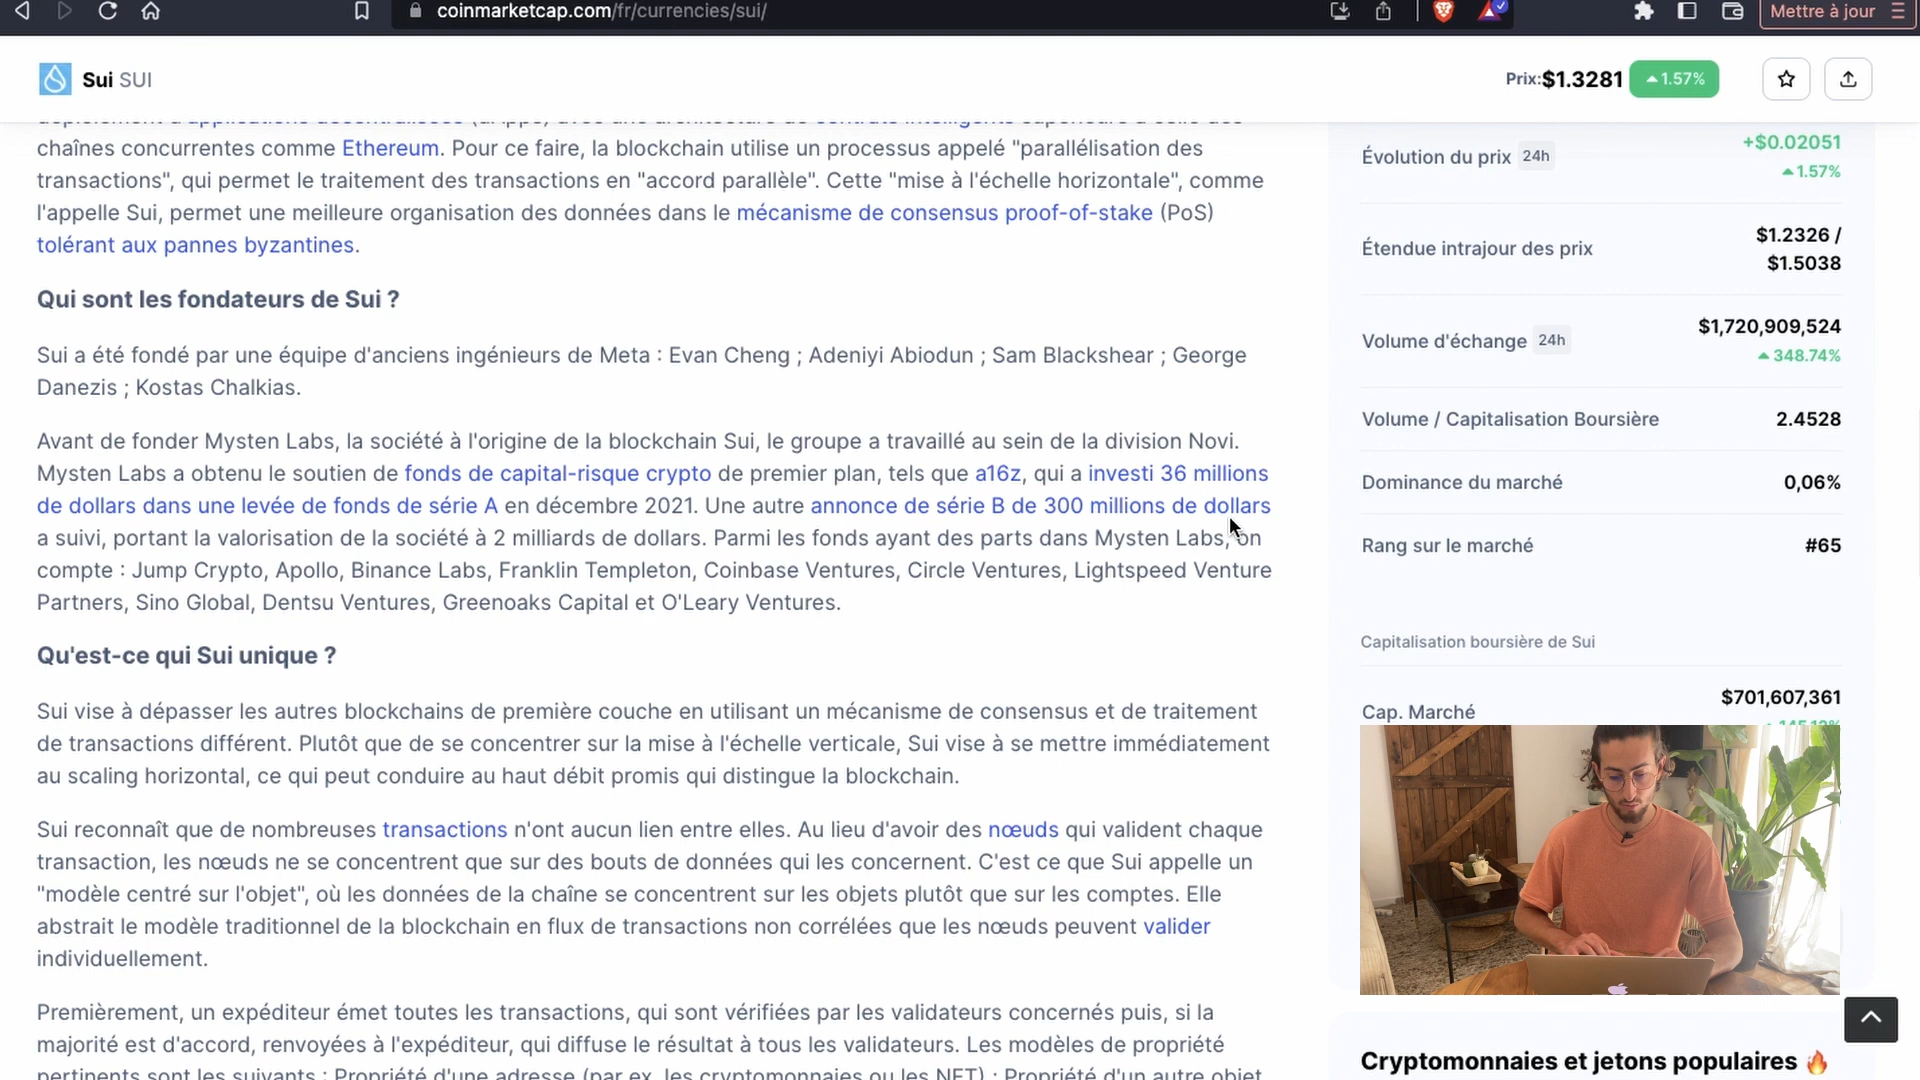 coinmarketcap.com/fr/currencies/sui/
Mettre à jour
Sui SUI
Prix:$1.3281
1.57%
chaînes concurrentes comme Ethereum. Pour ce faire, la blockchain utilise un processus appelé "parallélisation des
transactions", qui permet le traitement des transactions en "accord parallèle". Cette "mise à l'échelle horizontale", comme
l'appelle Sui, permet une meilleure organisation des données dans le mécanisme de consensus proof-of-stake (PoS)
tolérant aux pannes byzantines.
Qui sont les fondateurs de Sui ?
Sui a été fondé par une équipe d'anciens ingénieurs de Meta : Evan Cheng ; Adeniyi Abiodun ; Sam Blackshear ; George
Danezis ; Kostas Chalkias.
Avant de fonder Mysten Labs, la société à l'origine de la blockchain Sui, le groupe a travaillé au sein de la division Novi.
Mysten Labs a obtenu le soutien de fonds de capital-risque crypto de premier plan, tels que a16z, qui a investi 36 millions
de dollars dans une levée de fonds de série A en décembre 2021. Une autre annonce de série B de 300 millions de dollars
a suivi, portant la valorisation de la société à 2 milliards de dollars. Parmi les fonds ayant des parts dans Mysten Labs, on
compte : Jump Crypto, Apollo, Binance Labs, Franklin Templeton, Coinbase Ventures, Circle Ventures, Lightspeed Venture
Partners, Sino Global, Dentsu Ventures, Greenoaks Capital et O'Leary Ventures.
Qu'est-ce qui Sui unique ?
Sui vise à dépasser les autres blockchains de première couche en utilisant un mécanisme de consensus et de traitement
de transactions différent. Plutôt que de se concentrer sur la mise à l'échelle verticale, Sui vise à se mettre immédiatement
au scaling horizontal, ce qui peut conduire au haut débit promis qui distingue la blockchain.
Sui reconnaît que de nombreuses transactions n'ont aucun lien entre elles. Au lieu d'avoir des nœuds qui valident chaque
transaction, les nœuds ne se concentrent que sur des bouts de données qui les concernent. C'est ce que Sui appelle un
"modèle centré sur l'objet", où les données de la chaîne se concentrent sur les objets plutôt que sur les comptes. Elle
abstrait le modèle traditionnel de la blockchain en flux de transactions non corrélées que les nœuds peuvent valider
individuellement.
Premièrement, un expéditeur émet toutes les transactions, qui sont vérifiées par les validateurs concernés puis, si la
majorité est d'accord, renvoyées à l'expéditeur, qui diffuse le résultat à tous les validateurs. Les modèles de propriété
pertinents sont les suivants : Propriété d'une adresse (par ex. les cryptomonnaies ou les NFT) ; Propriété d'un autre objet
+$0.02051
Évolution du prix 24h
1.57%
Étendue intrajour des prix
$1.2326 /
$1.5038
$1,720,909,524
Volume d'échange 24h
348.74%
Volume / Capitalisation Boursière 2.4528
Dominance du marché 0,06%
Rang sur le marché #65
Capitalisation boursière de Sui
$701,607,361
Cap. Marché
Cryptomonnaies et jetons populaires 🔥